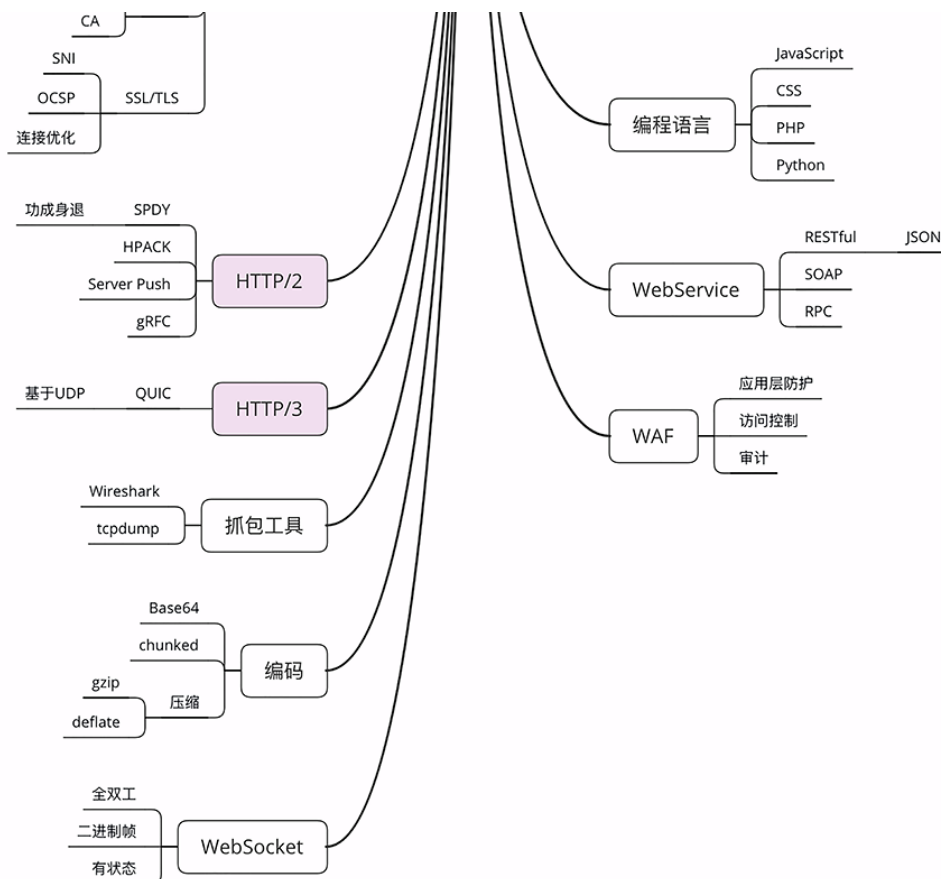 CA
SNI
OCSP
SSL/TLS
连接优化
功成身退
SPDY
HPACK
Server Push
gRFC
HTTP/2
基于UDP
QUIC
HTTP/3
Wireshark
tcpdump
抓包工具
Base64
chunked
gzip
deflate
压缩
编码
全双工
二进制帧
有状态
WebSocket
编程语言
JavaScript
CSS
PHP
Python
WebService
RESTful
JSON
SOAP
RPC
WAF
应用层防护
访问控制
审计